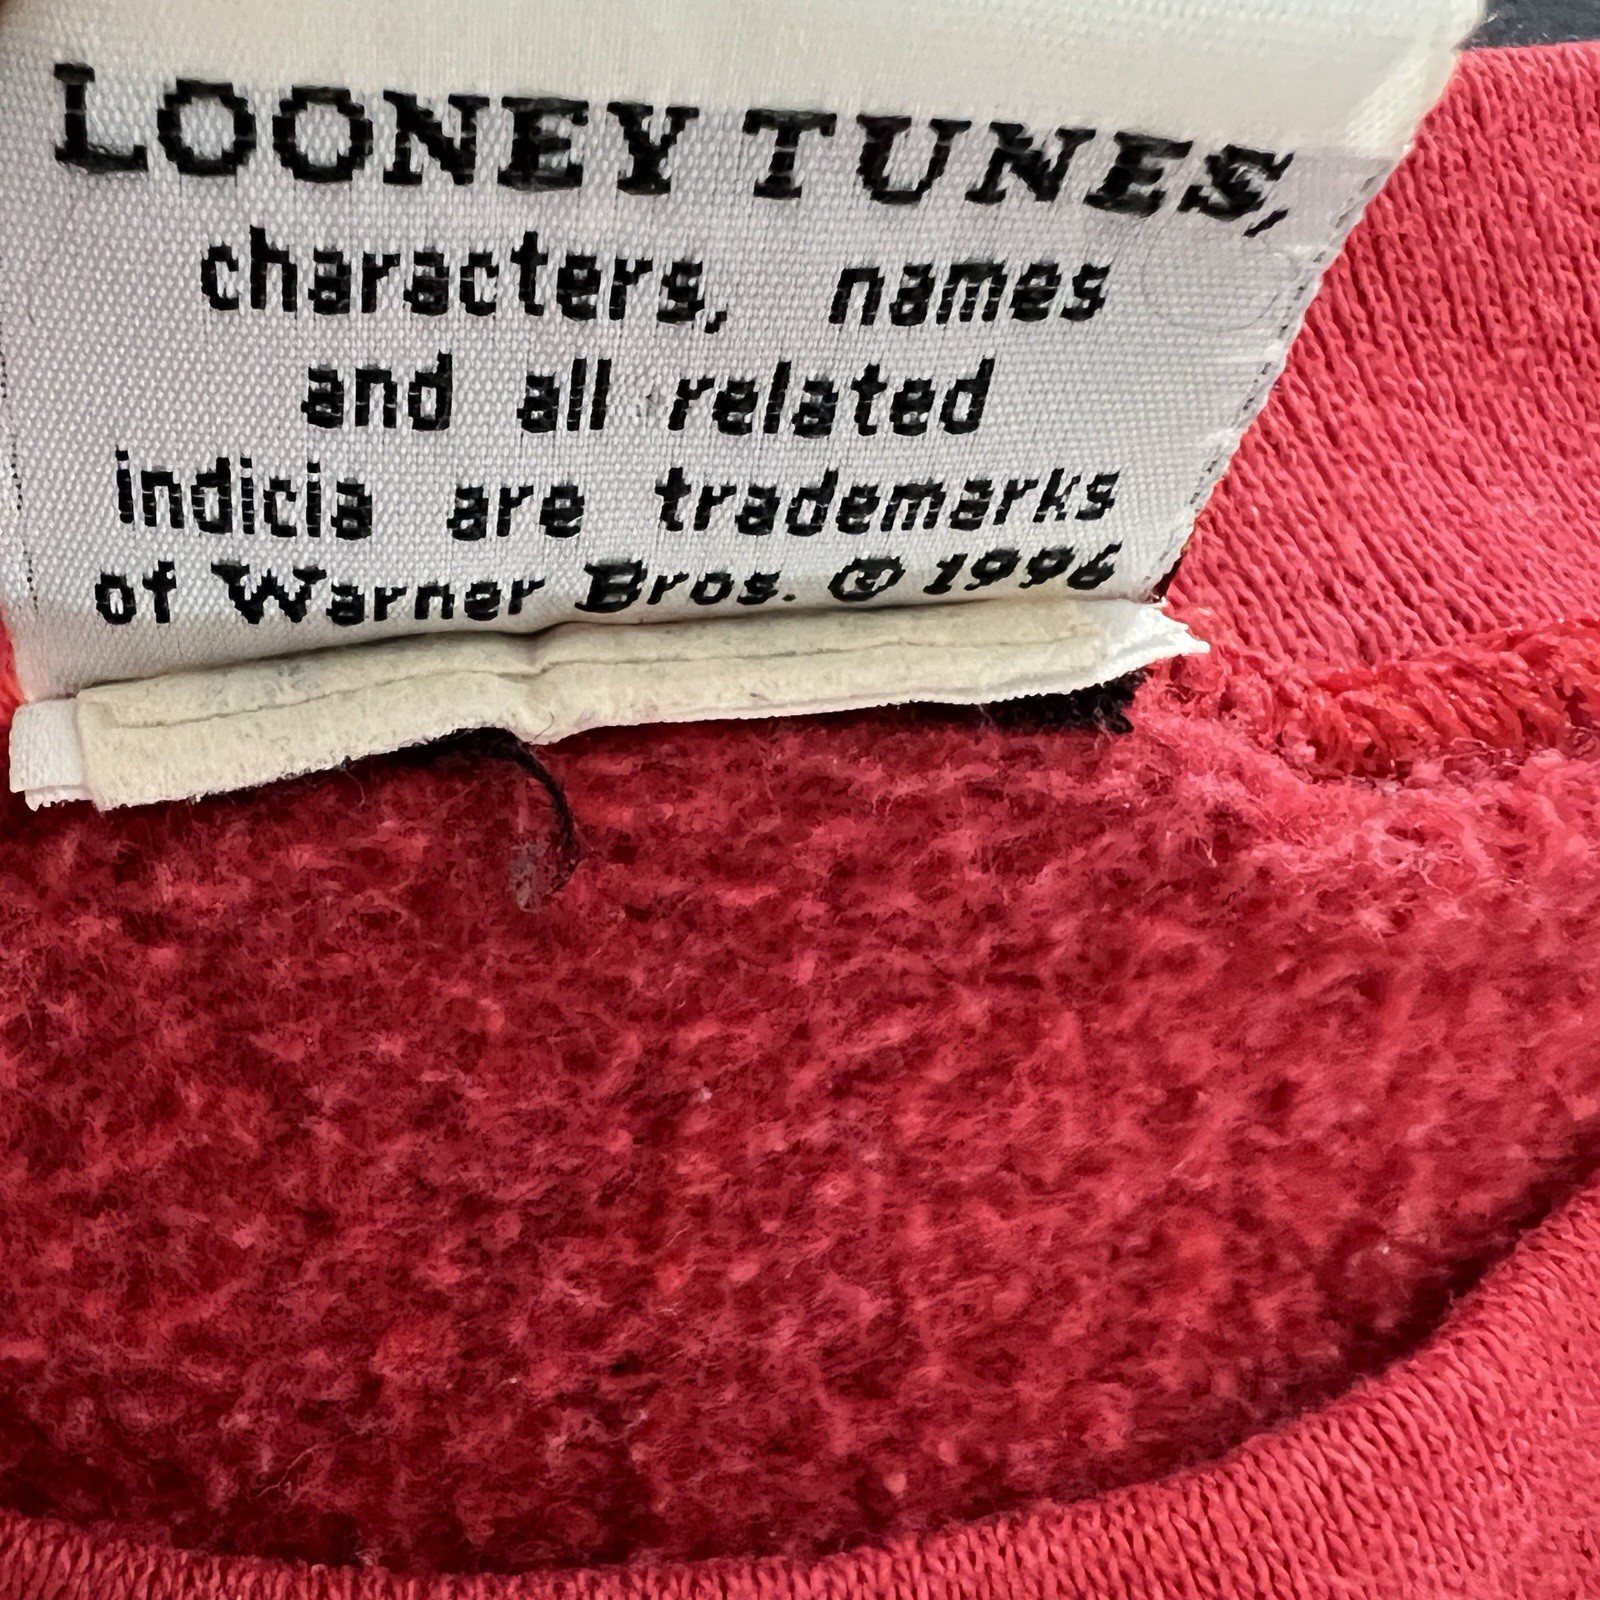 LOONEY TUNES,
characters, names
and all related
indicia are trademarks
of Warner Bros. © 1996